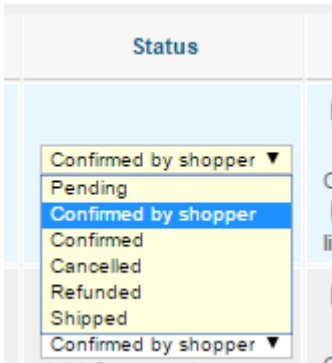 Status
Confirmed by shopper
Pending
Confirmed by shopper
Confirmed
Cancelled
Refunded
Shipped
Confirmed by shopper